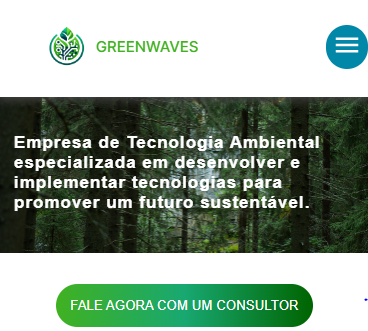 GREENWAVES
Empresa de Tecnologia Ambiental
especializada em desenvolver e
implementar tecnologias para
promover um futuro sustentável.
FALE AGORA COM UM CONSULTOR